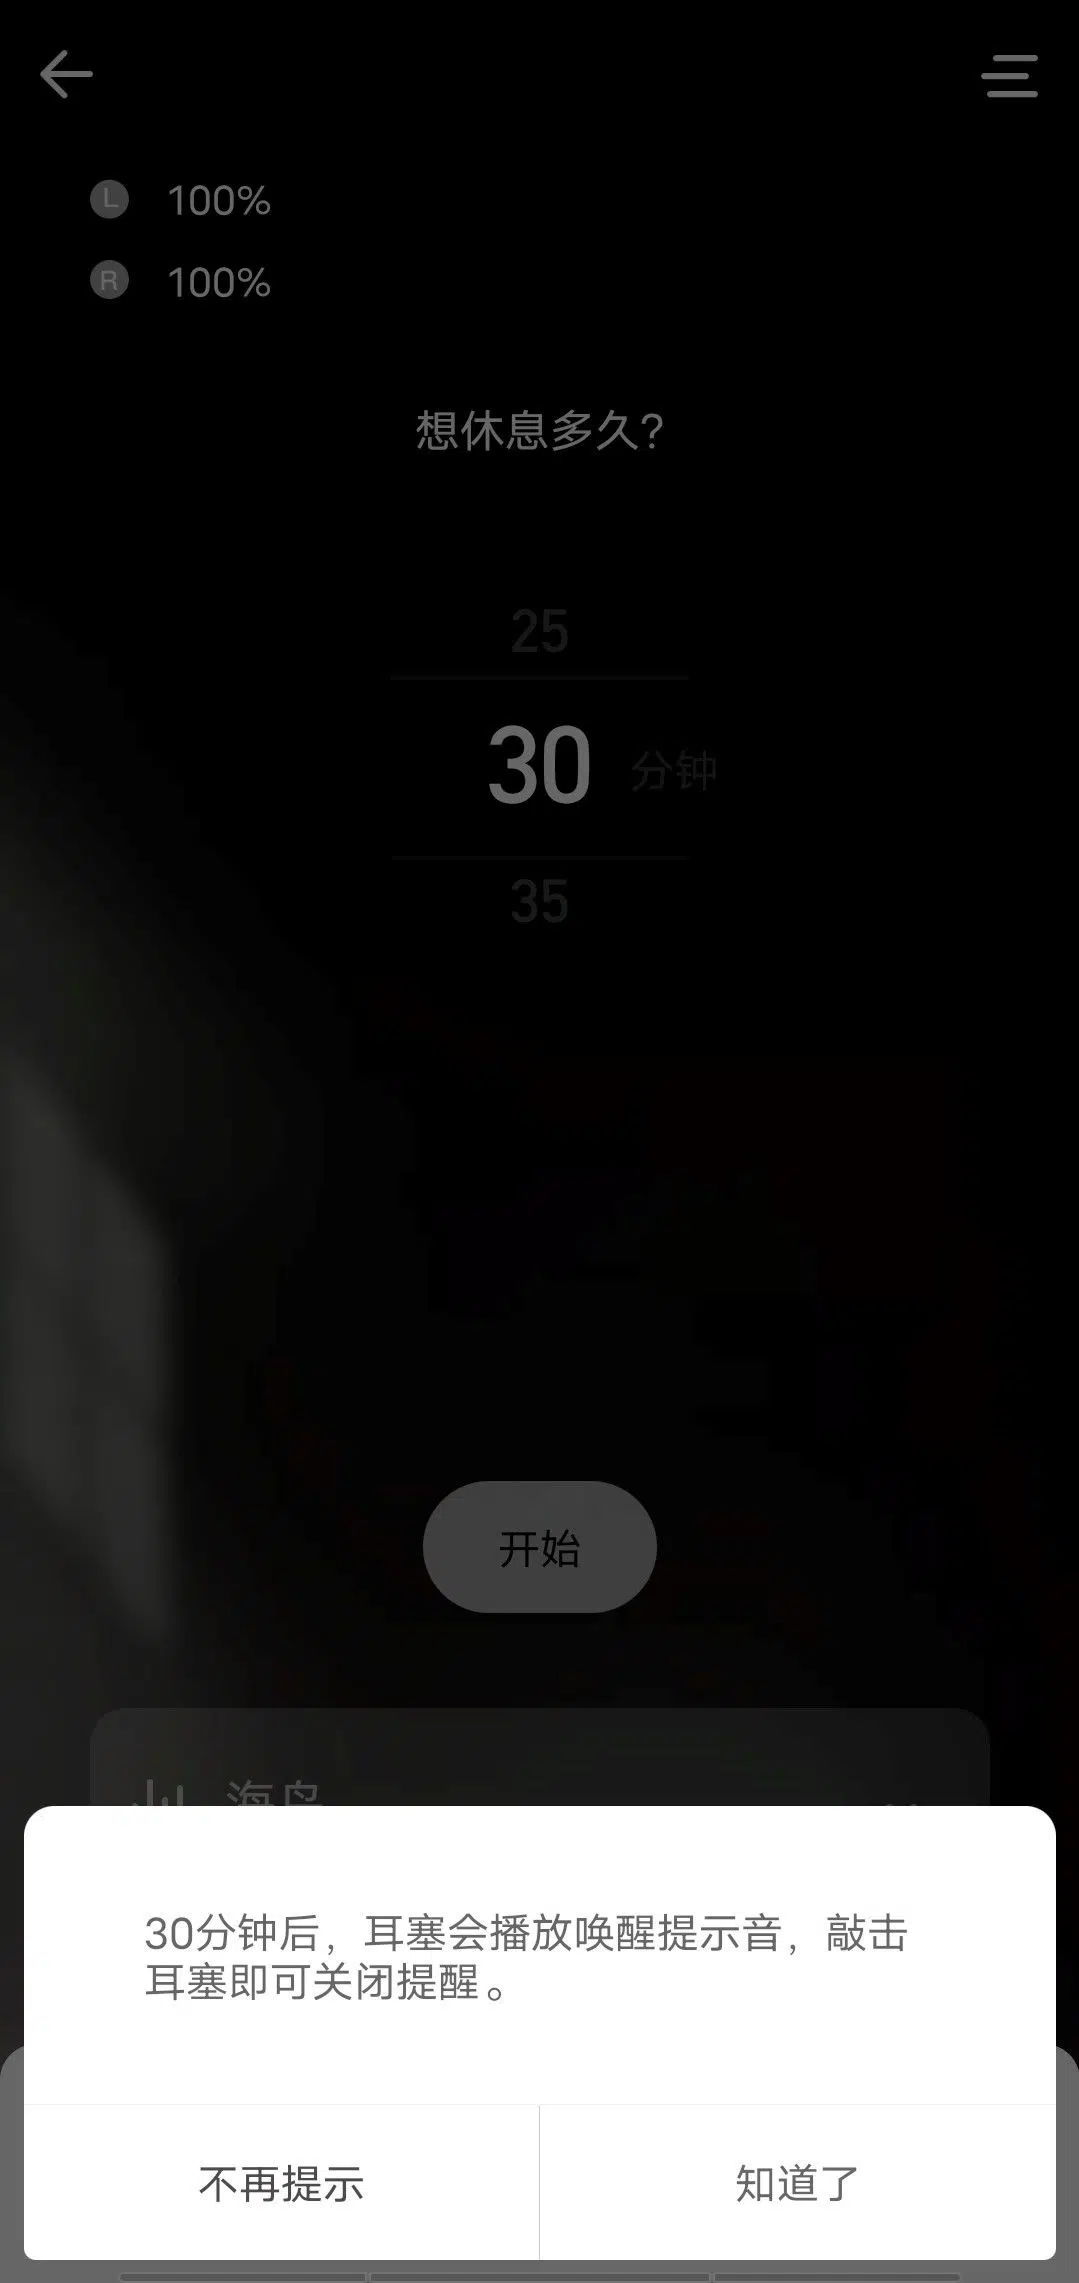 L 100%
R 100%
想休息多久?
25
30 分钟
35
开始
海岛
30分钟后，耳塞会播放唤醒提示音，敲击
耳塞即可关闭提醒。
不再提示 知道了